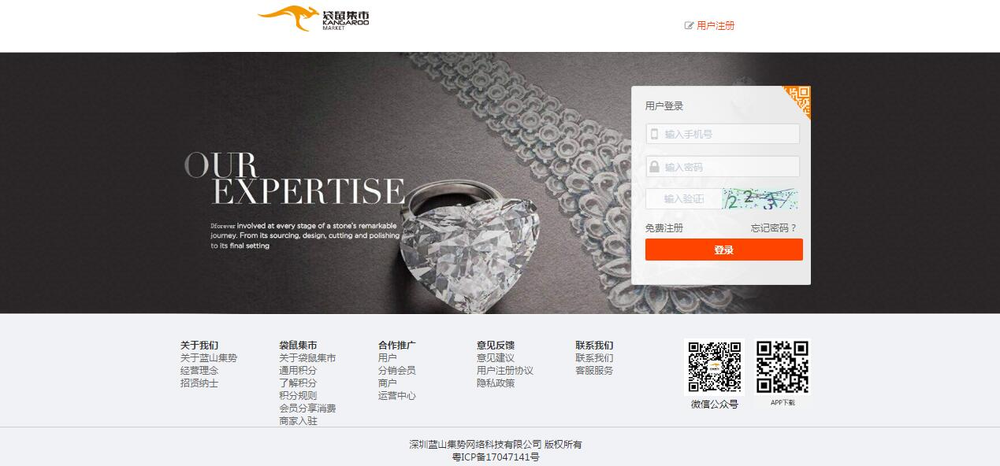 袋鼠集市
KANGAROO
MARKET
用户注册
OUR
EXPERTISE
Dforever involved at every stage of a stone's remarkable
journey. From its sourcing, design, cutting and polishing
to its final setting
用户登录
输入手机号
输入密码
输入验证
2 2 3 7
免费注册 忘记密码？
登录
关于我们
关于蓝山集势
经营理念
招贤纳士
袋鼠集市
关于袋鼠集市
通用积分
了解积分
积分规则
会员分享消费
商家入驻
合作推广
用户
分销会员
商户
运营中心
意见反馈
意见建议
用户注册协议
隐私政策
联系我们
联系我们
客服服务
微信公众号
APP下载
深圳蓝山集势网络科技有限公司 版权所有
粤ICP备17047141号